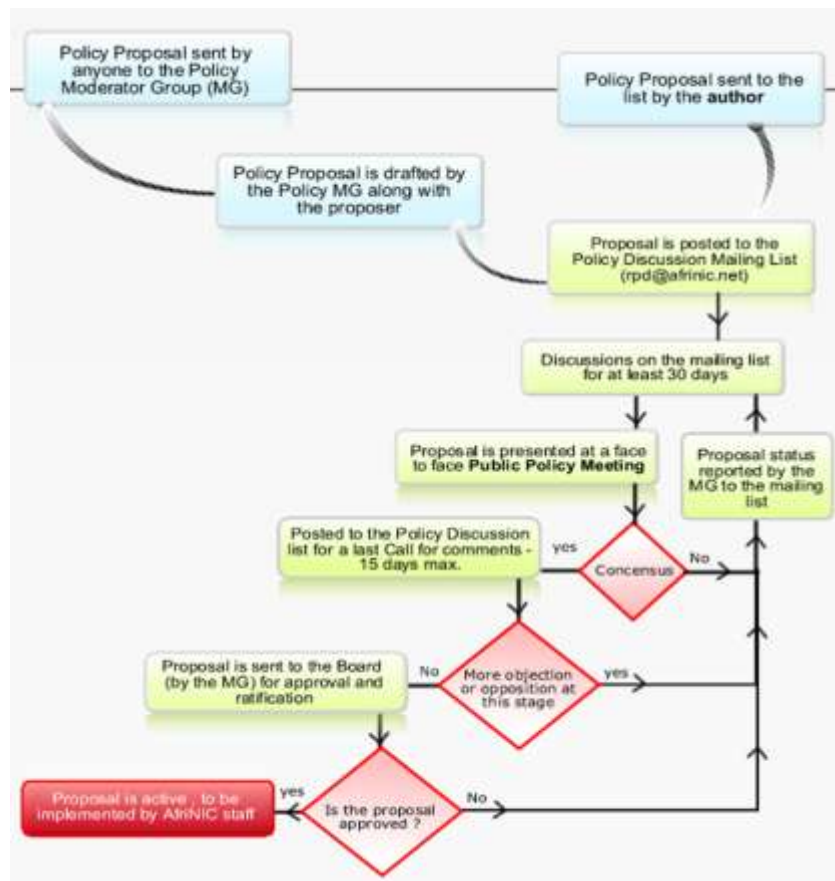 Policy Proposal sent by
anyone to the Policy
Moderator Group (MG)
Policy Proposal sent to the
list by the author
Policy Proposal is drafted by
the Policy MG along with
the proposer
Proposal is posted to the
Policy Discussion Mailing List
(rpd@afrinic.net)
Discussions on the mailing list
for at least 30 days
Proposal is presented at a face
to face Public Policy Meeting
Proposal status
reported by the
MG to the mailing
list
Posted to the Policy Discussion
list for a last Call for comments -
15 days max.
yes
Concensus
No
Proposal is sent to the Board
(by the MG) for approval and
ratification
No
More objection
or opposition at
this stage
yes
Proposal is active , to be
implemented by AfriNIC staff
yes
Is the proposal
approved ?
No